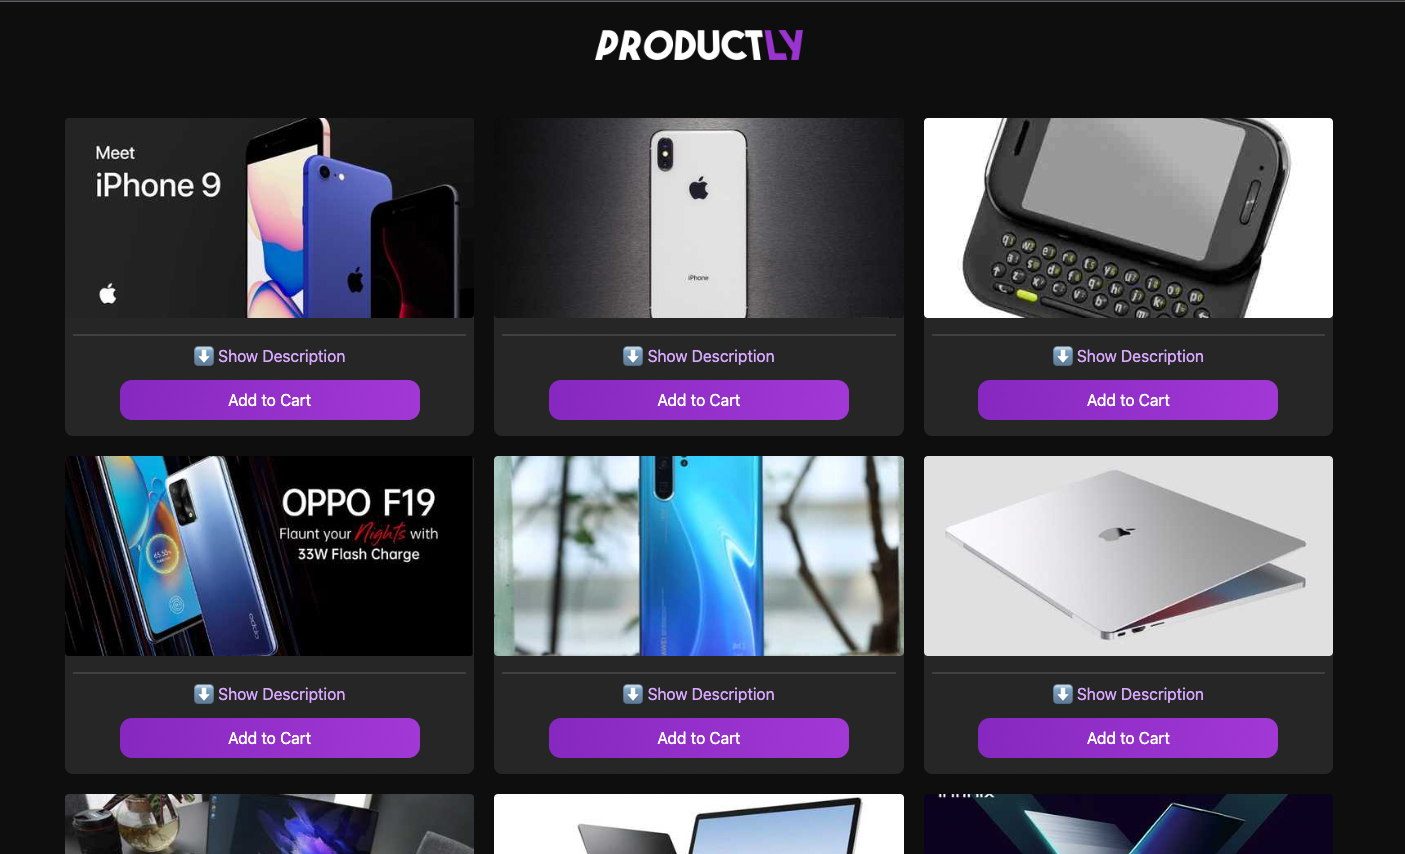 PRODUCTLY
Meet
iPhone 9
iPhone
Show Description
Show Description
Show Description
Add to Cart
Add to Cart
Add to Cart
OPPO F19
Flaunt your Nights with
33W Flash Charge
oppo
Show Description
Show Description
Show Description
Add to Cart
Add to Cart
Add to Cart